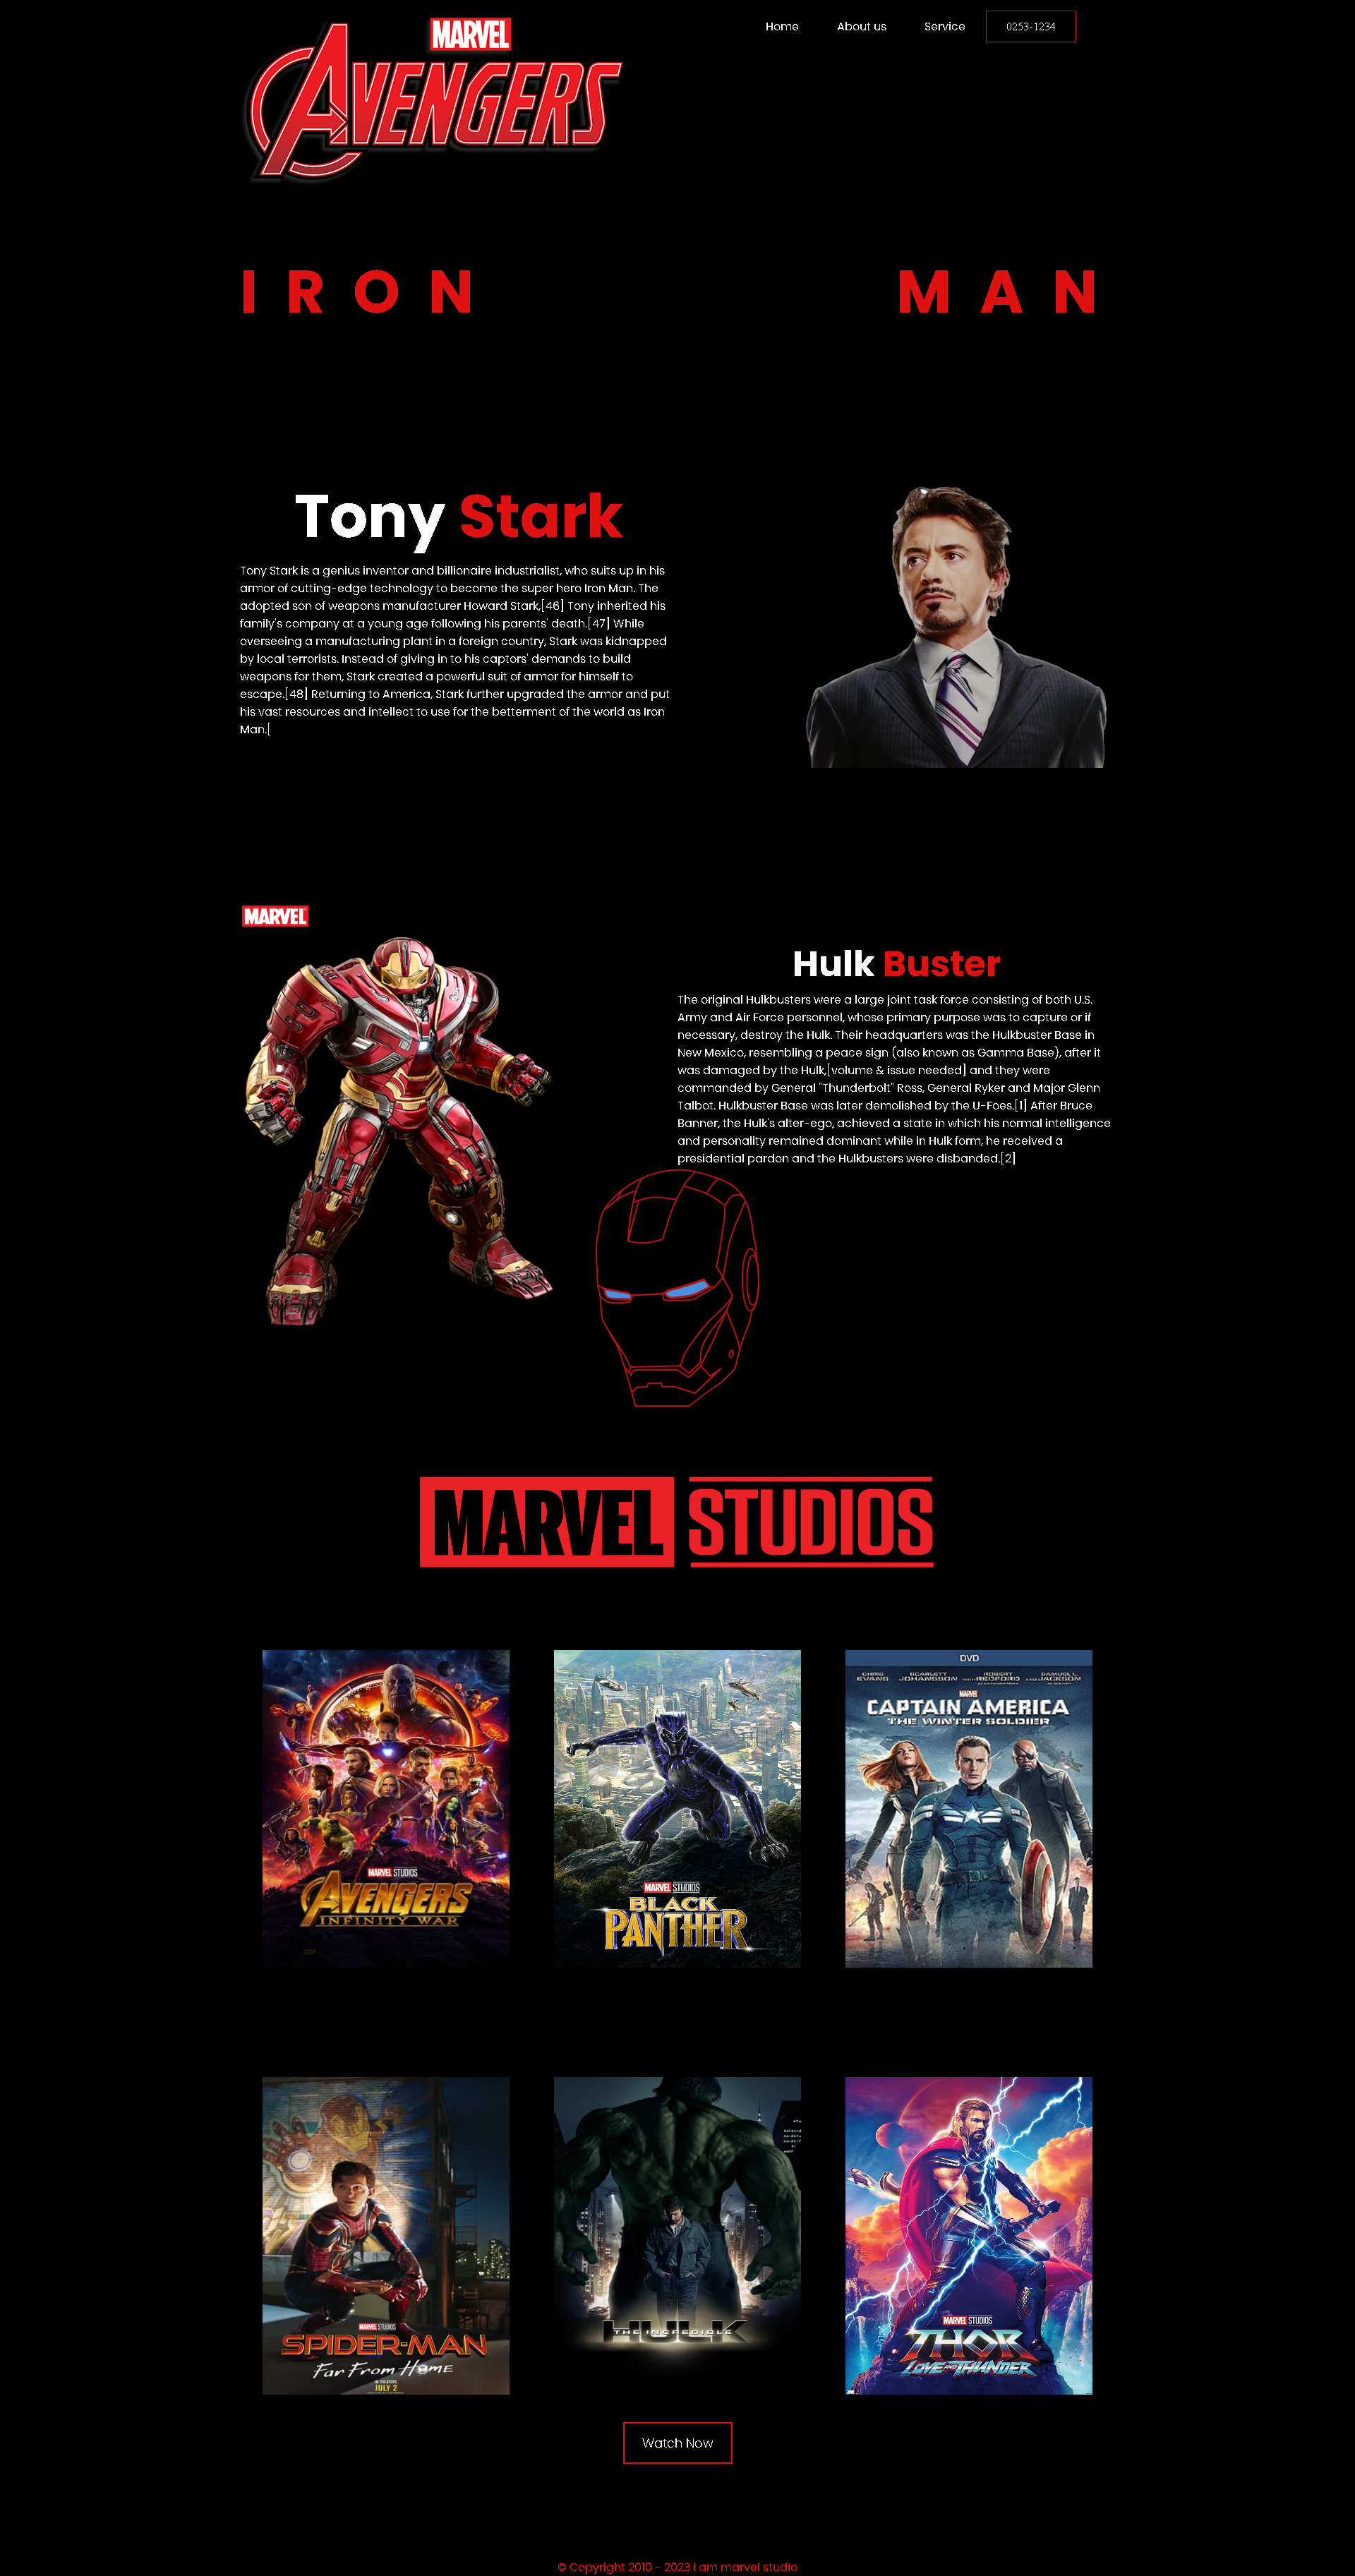 MARVEL
AVENGERS
Home About us Service 0253-1234
IRON MAN
Tony Stark
Tony Stark is a genius inventor and billionaire industrialist, who suits up in his
armor of cutting-edge technology to become the super hero Iron Man. The
adopted son of weapons manufacturer Howard Stark,[46] Tony inherited his
family's company at a young age following his parents' death.[47] While
overseeing a manufacturing plant in a foreign country, Stark was kidnapped
by local terrorists. Instead of giving in to his captors' demands to build
weapons for them, Stark created a powerful suit of armor for himself to
escape.[48] Returning to America, Stark further upgraded the armor and put
his vast resources and intellect to use for the betterment of the world as Iron
Man.[
MARVEL
Hulk Buster
The original Hulkbusters were a large joint task force consisting of both U.S.
Army and Air Force personnel, whose primary purpose was to capture or if
necessary, destroy the Hulk. Their headquarters was the Hulkbuster Base in
New Mexico, resembling a peace sign (also known as Gamma Base), after it
was damaged by the Hulk,[volume & issue needed] and they were
commanded by General "Thunderbolt" Ross, General Ryker and Major Glenn
Talbot. Hulkbuster Base was later demolished by the U-Foes.[1] After Bruce
Banner, the Hulk's alter-ego, achieved a state in which his normal intelligence
and personality remained dominant while in Hulk form, he received a
presidential pardon and the Hulkbusters were disbanded.[2]
MARVEL STUDIOS
MARVEL STUDIOS
AVENGERS
INFINITY WAR
MARVEL STUDIOS
BLACK
PANTHER
DVD
CHRIS EVANS SCARLETT JOHANSSON ROBERT REDFORD SAMUEL L. JACKSON
MARVEL
CAPTAIN AMERICA
THE WINTER SOLDIER
MARVEL STUDIOS
SPIDER-MAN
Far From Home
IN THEATERS
JULY 2
THE INCREDIBLE
HULK
MARVEL STUDIOS
THOR
LOVE AND THUNDER
Watch Now
© Copyright 2010 - 2023 i am marvel studio